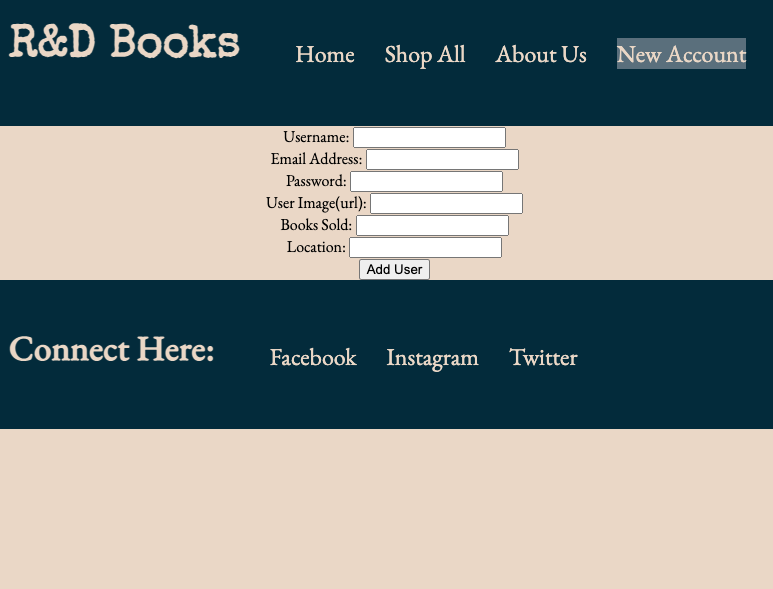 R&D Books
Home Shop All About Us New Account
Username:
Email Address:
Password:
User Image(url):
Books Sold:
Location:
Add User
Connect Here:
Facebook Instagram Twitter